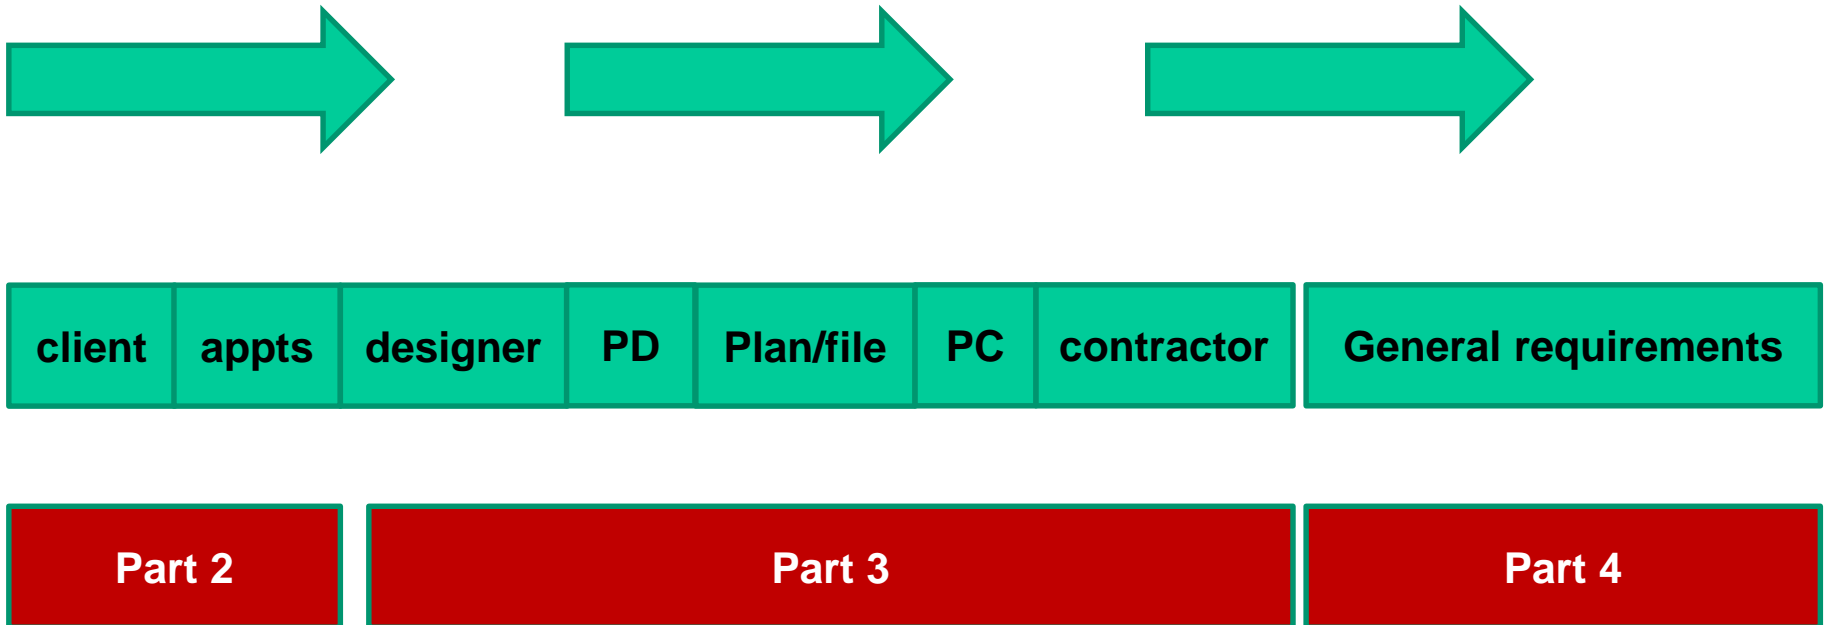 client appts designer PD Plan/file PC contractor General requirements
Part 2 Part 3 Part 4